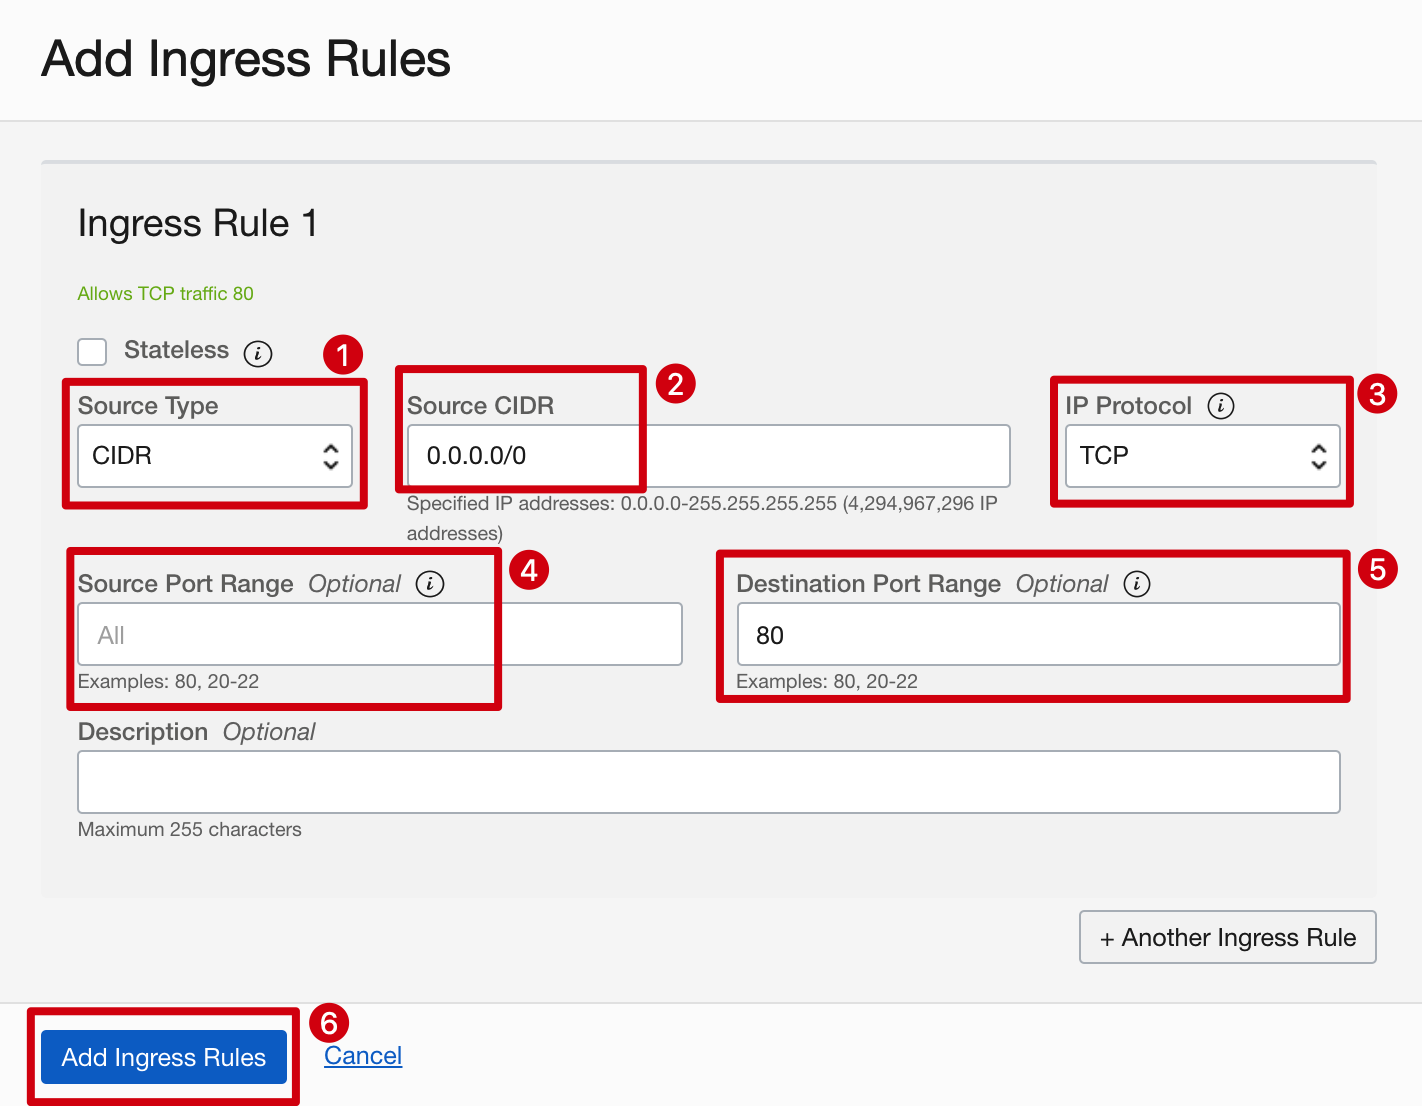 Add Ingress Rules
Ingress Rule 1
Allows TCP traffic 80
Stateless i 1
2
3
Source Type
Source CIDR
IP Protocol i
CIDR
0.0.0.0/0
TCP
Specified IP addresses: 0.0.0.0-255.255.255.255 (4,294,967,296 IP
addresses)
4
5
Source Port Range Optional i
Destination Port Range Optional i
All
80
Examples: 80, 20-22
Examples: 80, 20-22
Description Optional
Maximum 255 characters
+ Another Ingress Rule
6
Add Ingress Rules
Cancel